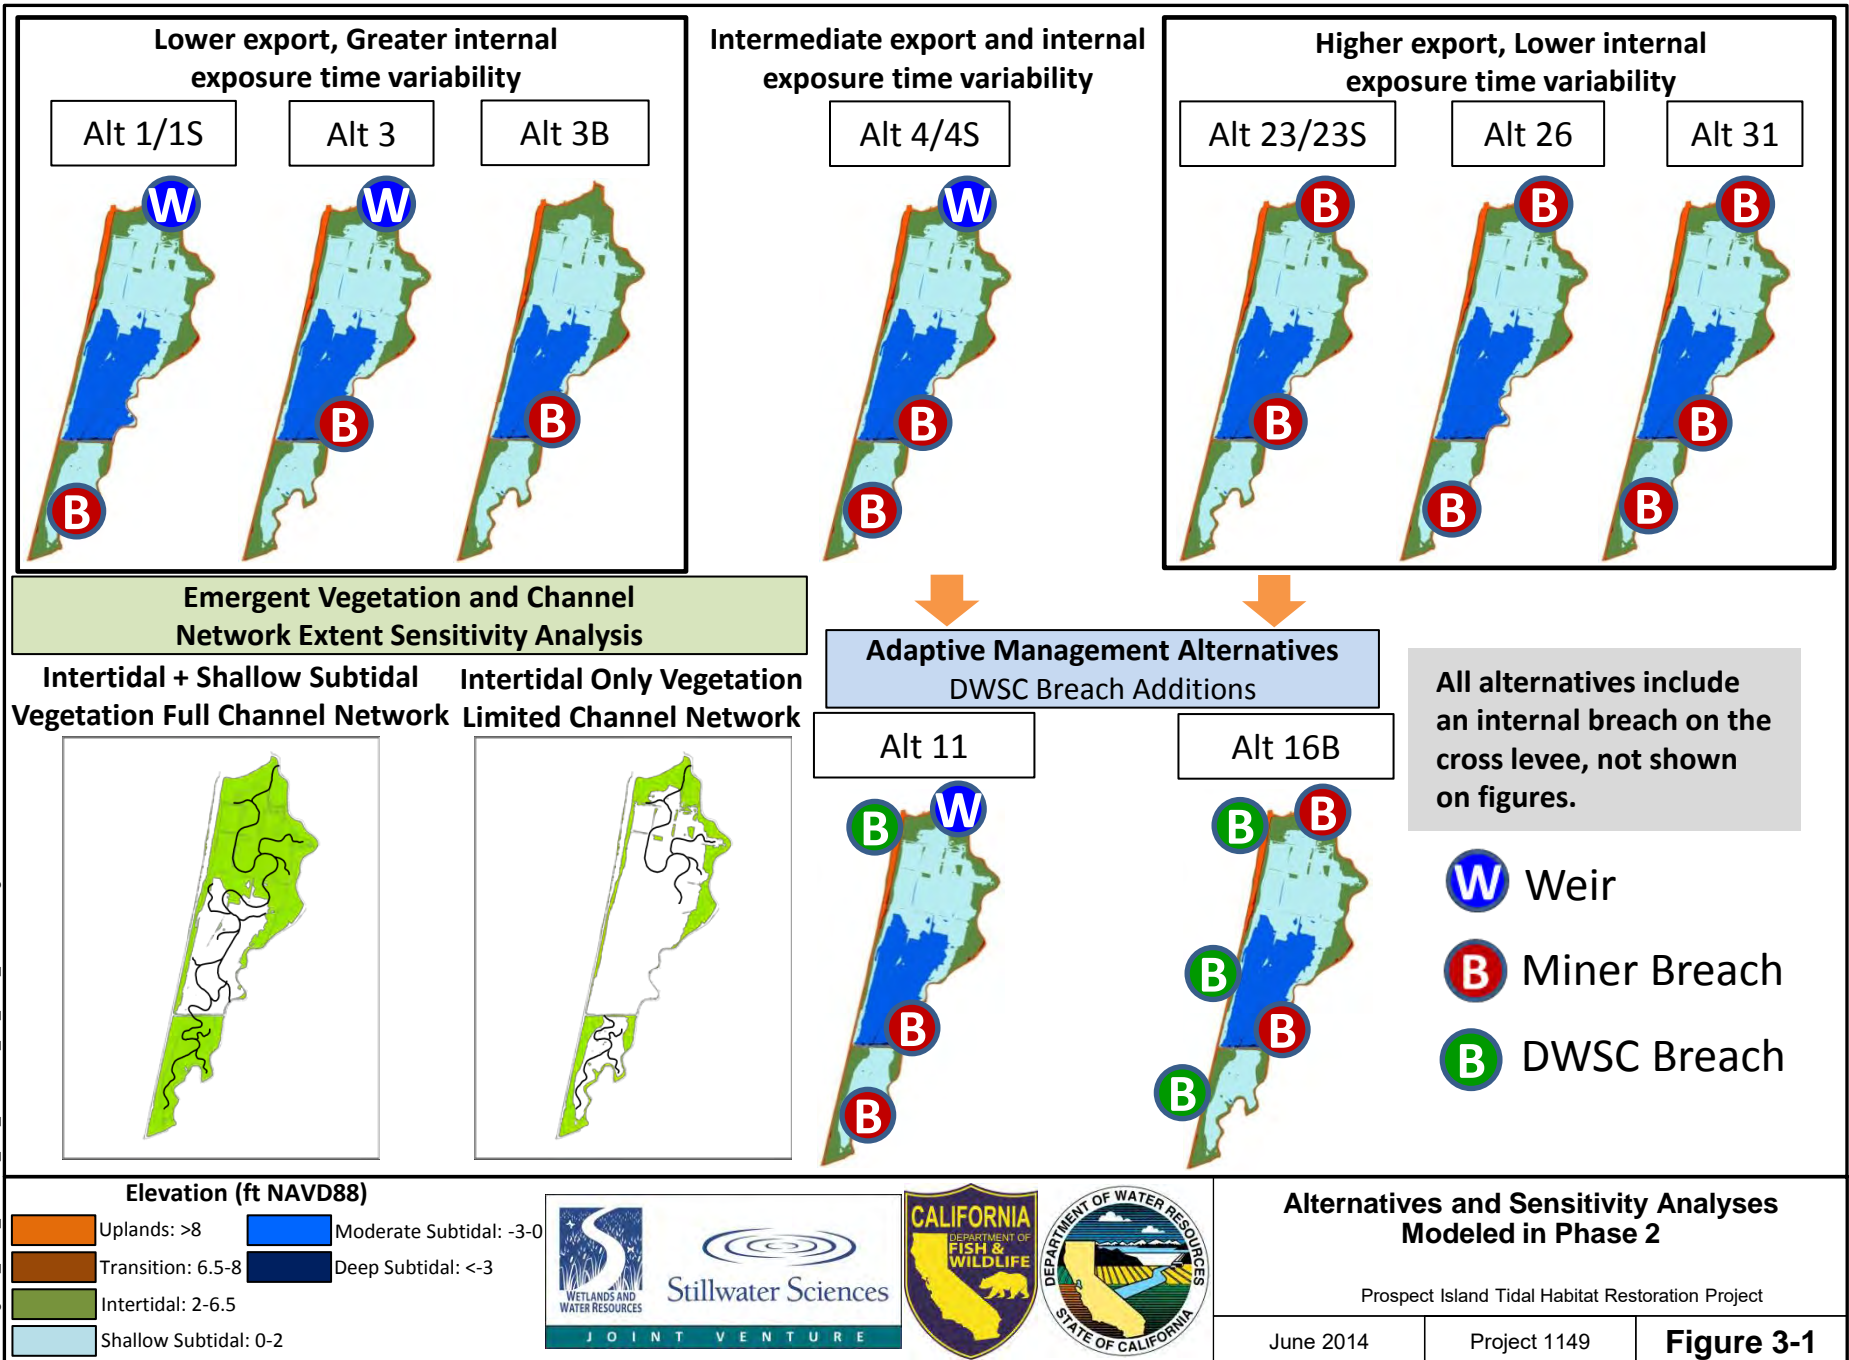 Lower export, Greater internal
exposure time variability
Alt 1/1S
Alt 3
Alt 3B
W
W
B
B
B
Intermediate export and internal
exposure time variability
Alt 4/4S
W
B
B
Higher export, Lower internal
exposure time variability
Alt 23/23S
Alt 26
Alt 31
B
B
B
B
B
B
B
Emergent Vegetation and Channel
Network Extent Sensitivity Analysis
Intertidal + Shallow Subtidal
Vegetation Full Channel Network
Intertidal Only Vegetation
Limited Channel Network
Adaptive Management Alternatives
DWSC Breach Additions
Alt 11
B
W
B
B
Alt 16B
B
B
B
B
B
All alternatives include
an internal breach on the
cross levee, not shown
on figures.
W Weir
B Miner Breach
B DWSC Breach
Elevation (ft NAVD88)
Uplands: >8
Transition: 6.5-8
Intertidal: 2-6.5
Shallow Subtidal: 0-2
Moderate Subtidal: -3-0
Deep Subtidal: <-3
WETLANDS AND
WATER RESOURCES
Stillwater Sciences
JOINT VENTURE
CALIFORNIA
DEPARTMENT OF
FISH &
WILDLIFE
DEPARTMENT OF WATER RESOURCES
STATE OF CALIFORNIA
Alternatives and Sensitivity Analyses
Modeled in Phase 2
Prospect Island Tidal Habitat Restoration Project
June 2014
Project 1149
Figure 3-1